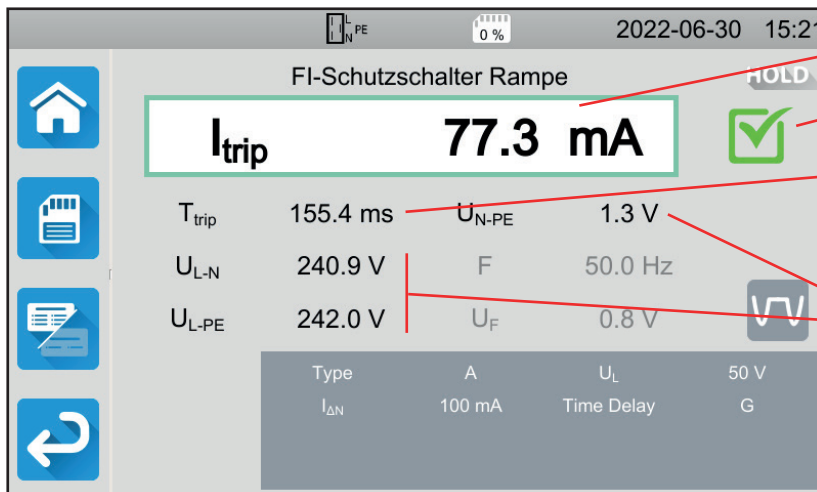 L N PE 0 % 2022-06-30 15:21
FI-Schutzschalter Rampe HOLD
Itrip 77.3 mA
Ttrip 155.4 ms UN-PE 1.3 V
UL-N 240.9 V F 50.0 Hz
UL-PE 242.0 V UF 0.8 V
Type A UL 50 V
IΔN 100 mA Time Delay G